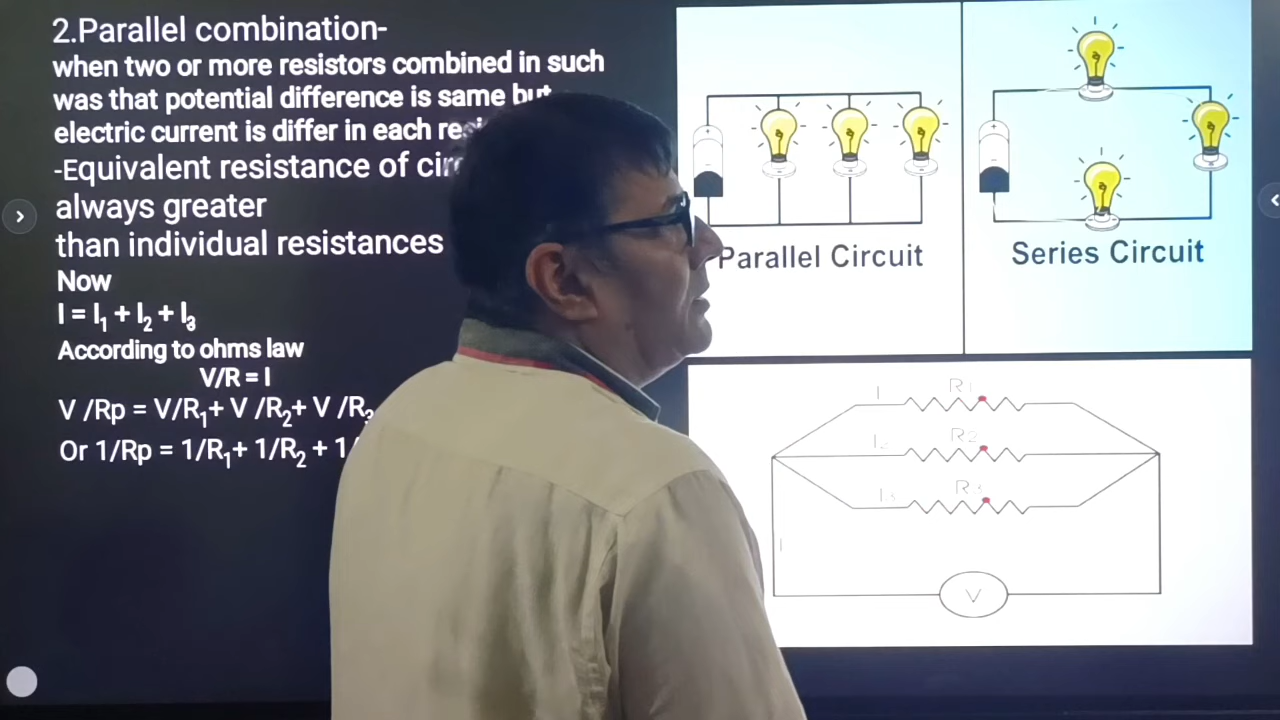 2.Parallel combination-
when two or more resistors combined in such
was that potential difference is same but
electric current is differ in each
-Equivalent resistance of
always greater
than individual resistances
Now
I = I₁ + I₂ + I₃
According to ohms law
V/R = I
V /Rp = V/R₁+ V /R₂+ V /R₃
Or 1/Rp = 1/R₁+ 1/R₂ + 1/
+
-
Parallel Circuit
+
-
Series Circuit
I R1
I₂ R2
I₃ R3
I
V